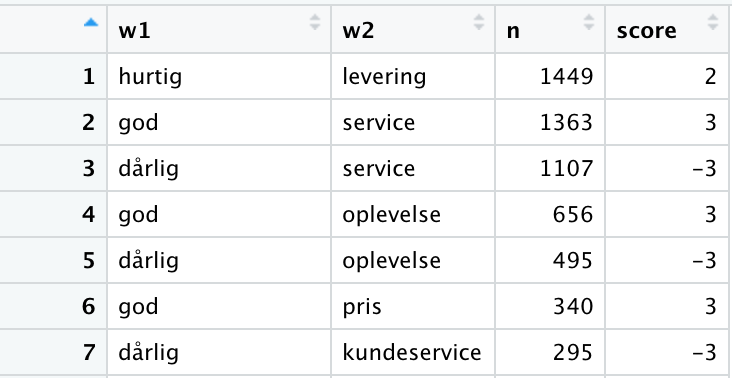 w1 w2 n score
1 hurtig levering 1449 2
2 god service 1363 3
3 dårlig service 1107 -3
4 god oplevelse 656 3
5 dårlig oplevelse 495 -3
6 god pris 340 3
7 dårlig kundeservice 295 -3